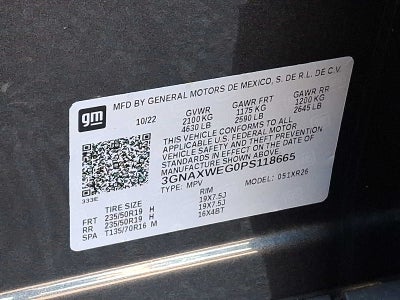 gm
MFD BY GENERAL MOTORS DE MEXICO, S. DE R.L. DE C.V.
10/22 GVWR GAWR FRT GAWR RR
2100 KG 1175 KG 1200 KG
4630 LB 2590 LB 2645 LB
THIS VEHICLE CONFORMS TO ALL
APPLICABLE U.S. FEDERAL MOTOR
VEHICLE SAFETY AND THEFT PREVENTION
STANDARDS IN EFFECT ON THE DATE OF
MANUFACTURE SHOWN ABOVE.
3GNAXWEG0PS118665
TYPE: MPV MODEL: 051XR26
333E
TIRE SIZE RIM
FRT 235/50R19 H 19X7.5J
RR 235/50R19 H 19X7.5J
SPA T135/70R16 M 16X4BT